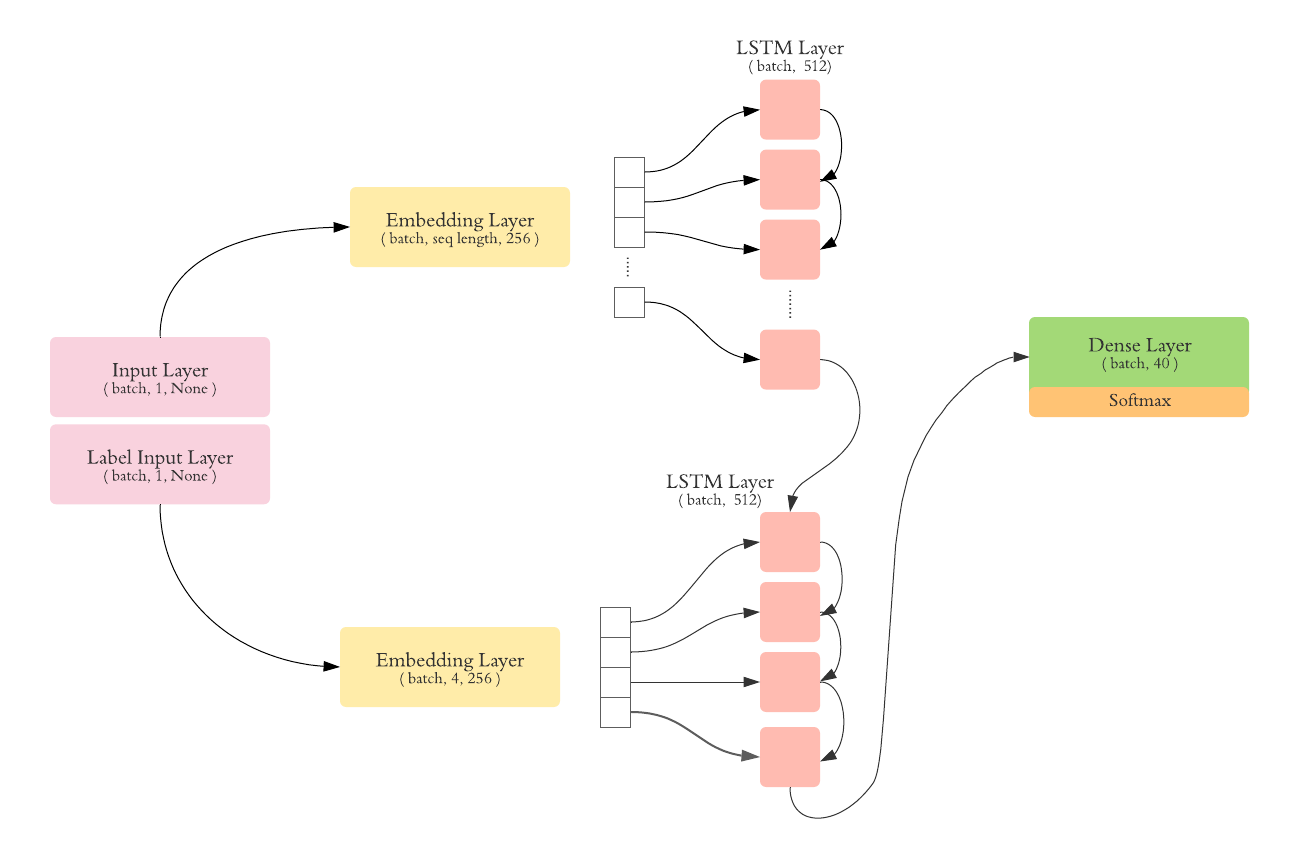 LSTM Layer
( batch, 512)
Embedding Layer
( batch, seq length, 256 )
Input Layer
( batch, 1, None )
Dense Layer
( batch, 40 )
Softmax
Label Input Layer
( batch, 1, None )
LSTM Layer
( batch, 512)
Embedding Layer
( batch, 4, 256 )